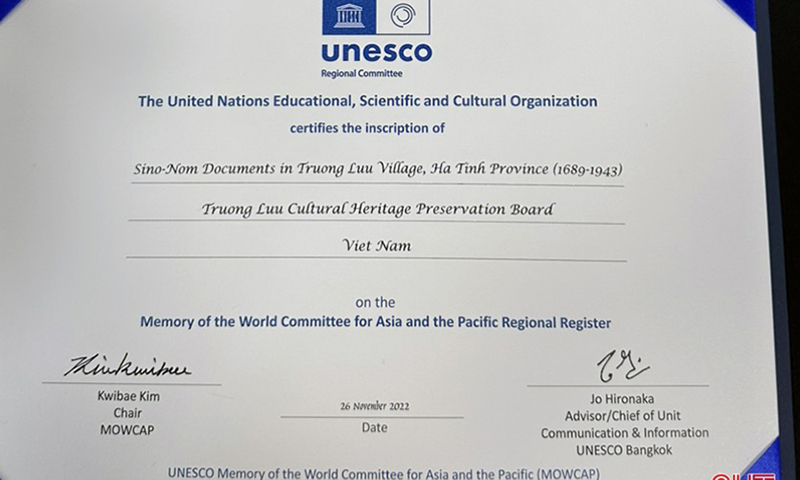 unesco
Regional Committee
The United Nations Educational, Scientific and Cultural Organization
certifies the inscription of
Sino-Nom Documents in Truong Luu Village, Ha Tinh Province (1689-1943)
Truong Luu Cultural Heritage Preservation Board
Viet Nam
on the
Memory of the World Committee for Asia and the Pacific Regional Register
Kwibae Kim
Chair
MOWCAP
26 November 2022
Date
Jo Hironaka
Advisor/Chief of Unit
Communication & Information
UNESCO Bangkok
UNESCO Memory of the World Committee for Asia and the Pacific (MOWCAP)